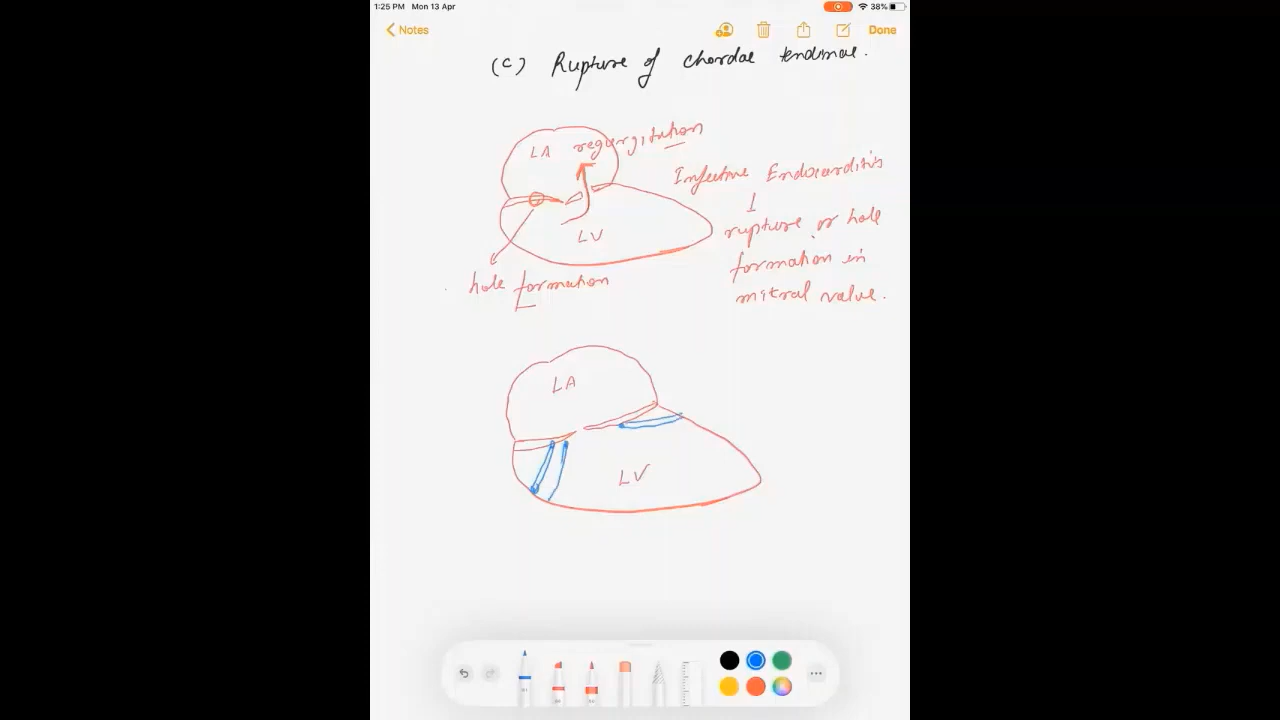 1:25 PM Mon 13 Apr
38%
Notes
Done
(C) Rupture of chordae tendinae.
LA regurgitation
Infective Endocarditis
rupture or hole
formation in
mitral value.
LV
hole formation
LA
LV